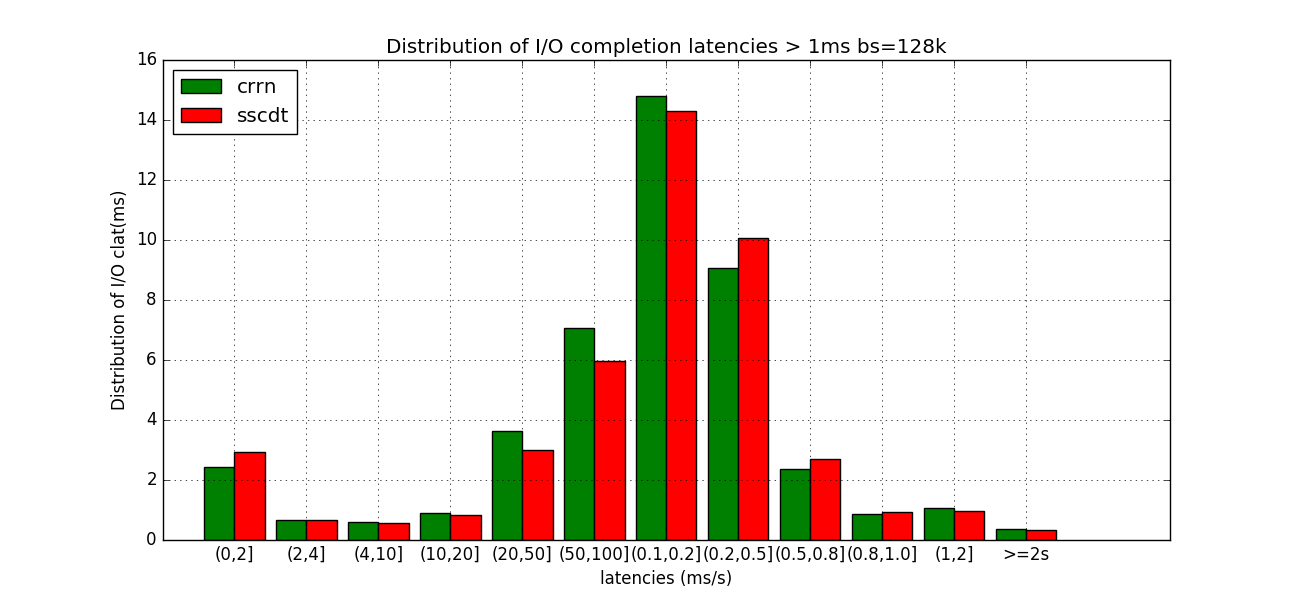 Distribution of I/O completion latencies > 1ms bs=128k
16
14
12
10
8
6
4
2
0
crrn
sscdt
Distribution of I/O clat(ms)
(0,2] (2,4] (4,10] (10,20] (20,50] (50,100] (0.1,0.2] (0.2,0.5] (0.5,0.8] (0.8,1.0] (1,2] >=2s
latencies (ms/s)